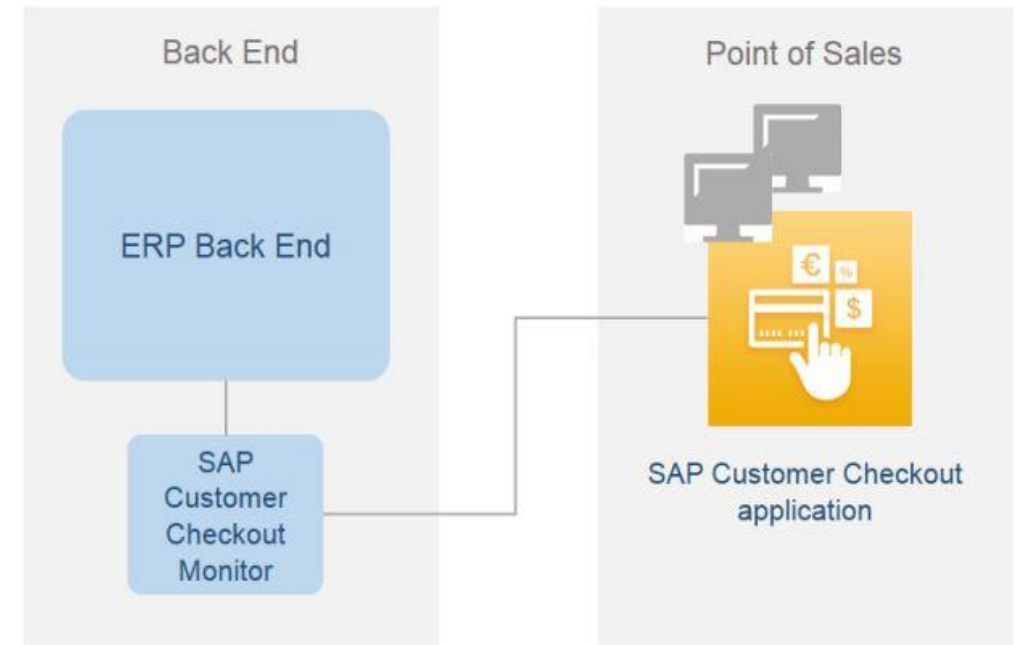 Back End
ERP Back End
SAP
Customer
Checkout
Monitor
Point of Sales
€
%
$
SAP Customer Checkout
application